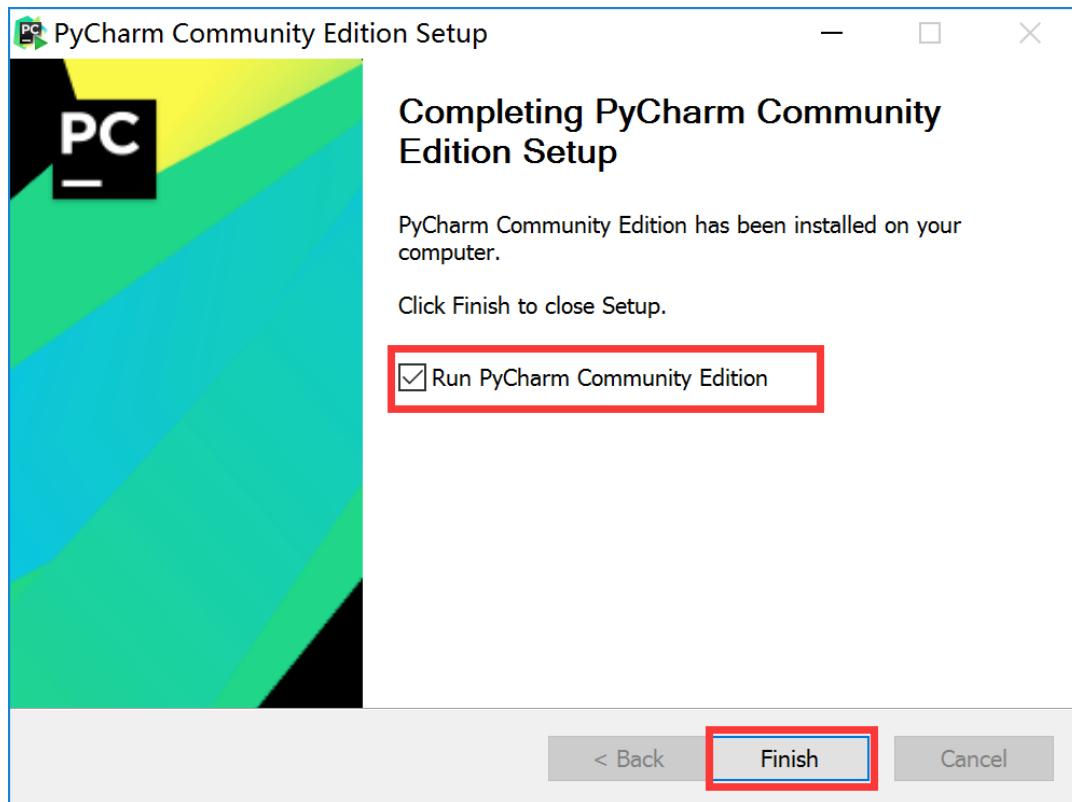 PC PyCharm Community Edition Setup
PC
Completing PyCharm Community
Edition Setup
PyCharm Community Edition has been installed on your
computer.
Click Finish to close Setup.
Run PyCharm Community Edition
< Back Finish Cancel